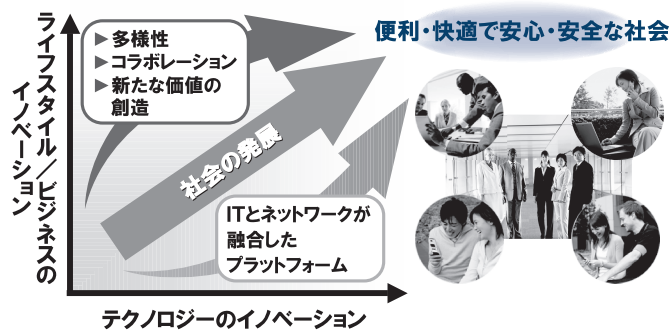 便利・快適で安心・安全な社会
ライフスタイル／ビジネスの
イノベーション
▶多様性
▶コラボレーション
▶新たな価値の
創造
社会の発展
ITとネットワークが
融合した
プラットフォーム
テクノロジーのイノベーション